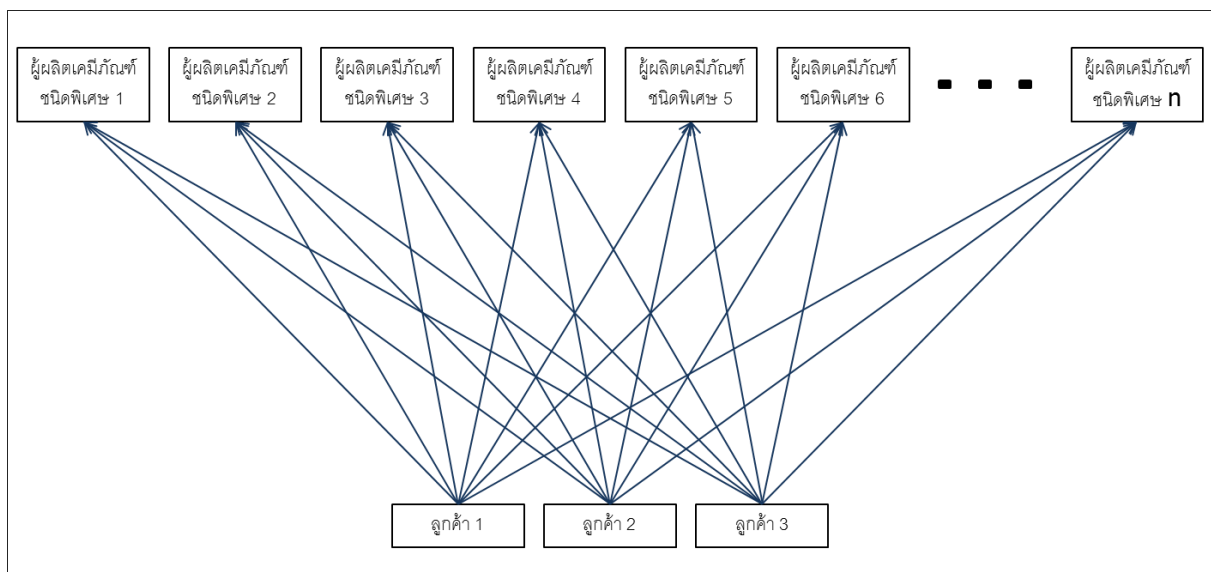 ผู้ผลิตเคมีภัณฑ์
ชนิดพิเศษ 1
ผู้ผลิตเคมีภัณฑ์
ชนิดพิเศษ 2
ผู้ผลิตเคมีภัณฑ์
ชนิดพิเศษ 3
ผู้ผลิตเคมีภัณฑ์
ชนิดพิเศษ 4
ผู้ผลิตเคมีภัณฑ์
ชนิดพิเศษ 5
ผู้ผลิตเคมีภัณฑ์
ชนิดพิเศษ 6
ผู้ผลิตเคมีภัณฑ์
ชนิดพิเศษ n
ลูกค้า 1
ลูกค้า 2
ลูกค้า 3